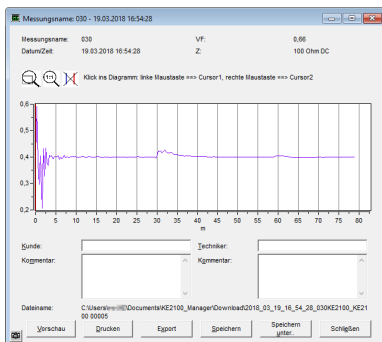 Messungsname: 030 - 19.03.2018 16:54:28
Messungsname: 030 VF: 0,66
Datum/Zeit: 19.03.2018 16:54:28 Z: 100 Ohm DC
1:1 Klick ins Diagramm: linke Maustaste ==> Cursor1, rechte Maustaste ==> Cursor2
0,6
0,5
0,4
0,3
0,2
0 5 10 15 20 25 30 35 40 45 50 55 60 65 70 75 80
m
Kunde: Techniker:
Kommentar: Kommentar:
Dateiname: C:\Users\ \Documents\KE2100_Manager\Download\2018_03_19_16_54_28_030KE2100_KE21
00 00005
Vorschau Drucken Export Speichern Speichern unter.. Schließen